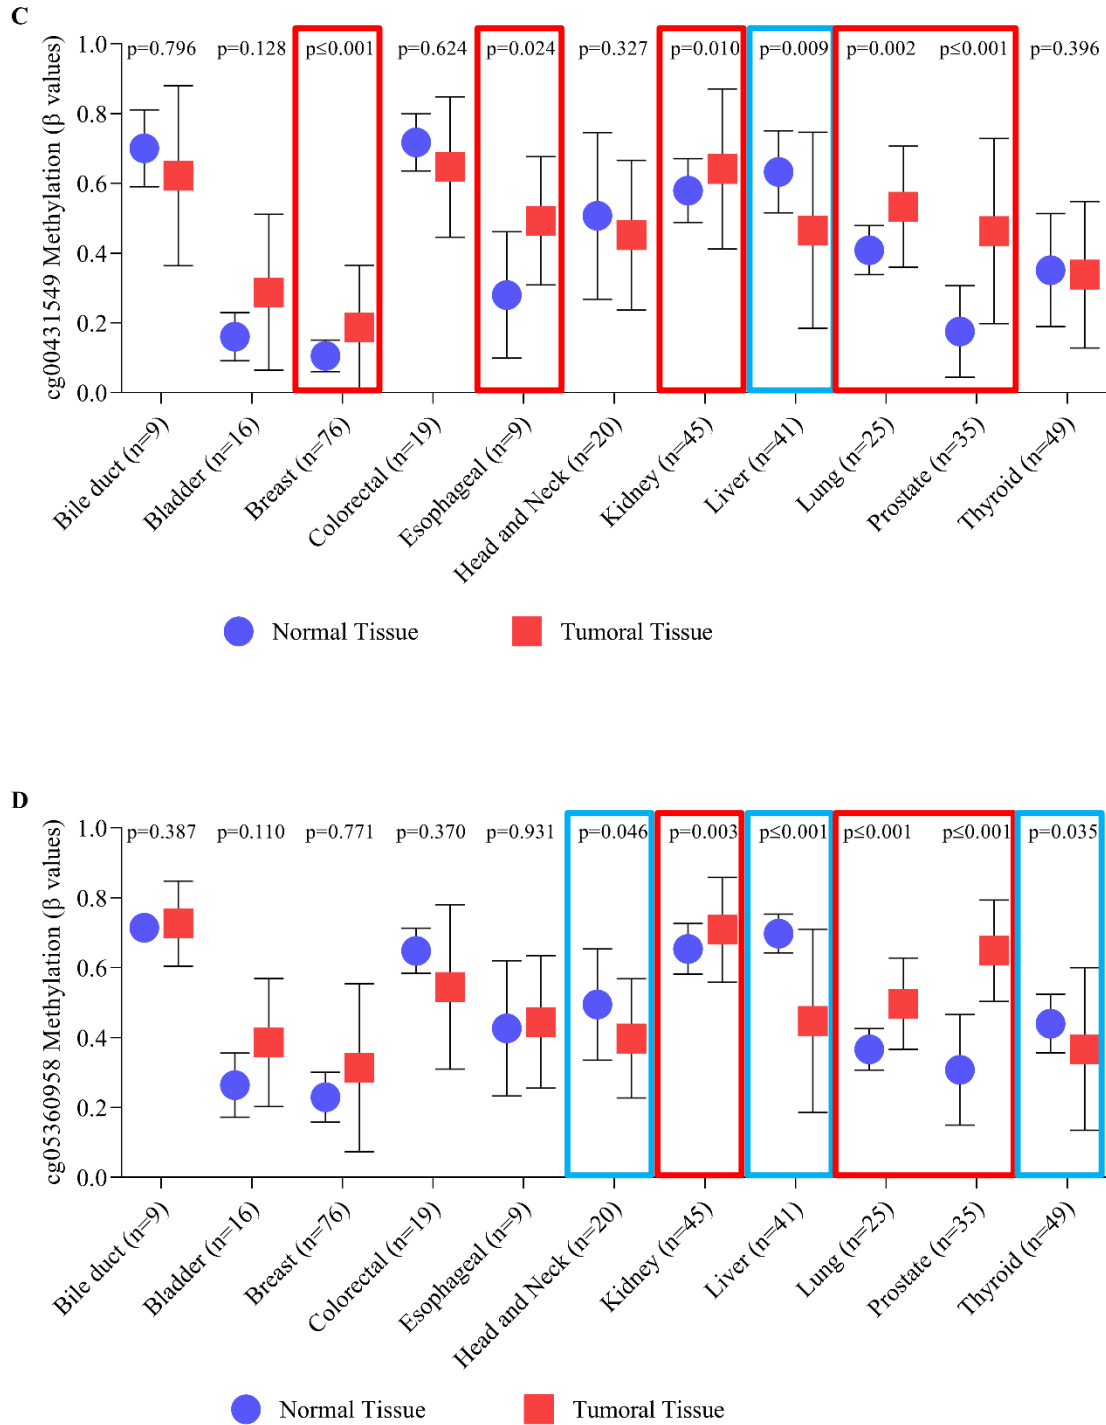 C
p=0.796 p=0.128 p≤0.001 p=0.624 p=0.024 p=0.327 p=0.010 p=0.009 p=0.002 p≤0.001 p=0.396
cg00431549 Methylation (β values)
1.0
0.8
0.6
0.4
0.2
0.0
Bile duct (n=9)
Bladder (n=16)
Breast (n=76)
Colorectal (n=19)
Esophageal (n=9)
Head and Neck (n=20)
Kidney (n=45)
Liver (n=41)
Lung (n=25)
Prostate (n=35)
Thyroid (n=49)
Normal Tissue Tumoral Tissue
D
p=0.387 p=0.110 p=0.771 p=0.370 p=0.931 p=0.046 p=0.003 p≤0.001 p≤0.001 p≤0.001 p=0.035
cg05360958 Methylation (β values)
1.0
0.8
0.6
0.4
0.2
0.0
Bile duct (n=9)
Bladder (n=16)
Breast (n=76)
Colorectal (n=19)
Esophageal (n=9)
Head and Neck (n=20)
Kidney (n=45)
Liver (n=41)
Lung (n=25)
Prostate (n=35)
Thyroid (n=49)
Normal Tissue Tumoral Tissue